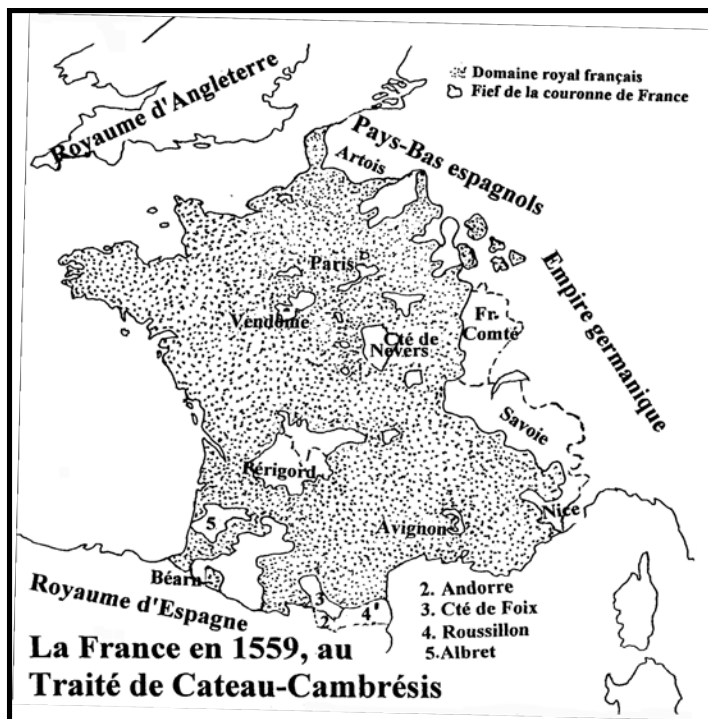 Domaine royal français
Fief de la couronne de France
Royaume d'Angleterre
Pays-Bas espagnols
Artois
Paris
Empire germanique
Fr-
Comté
Vendôme
Cté de
Nevers
Savoie
Périgord
5
Avignon
Nice
Béarn
Royaume d'Espagne
3
2
4
2. Andorre
3. Cté de Foix
4. Roussillon
5. Albret
La France en 1559, au
Traité de Cateau-Cambrésis